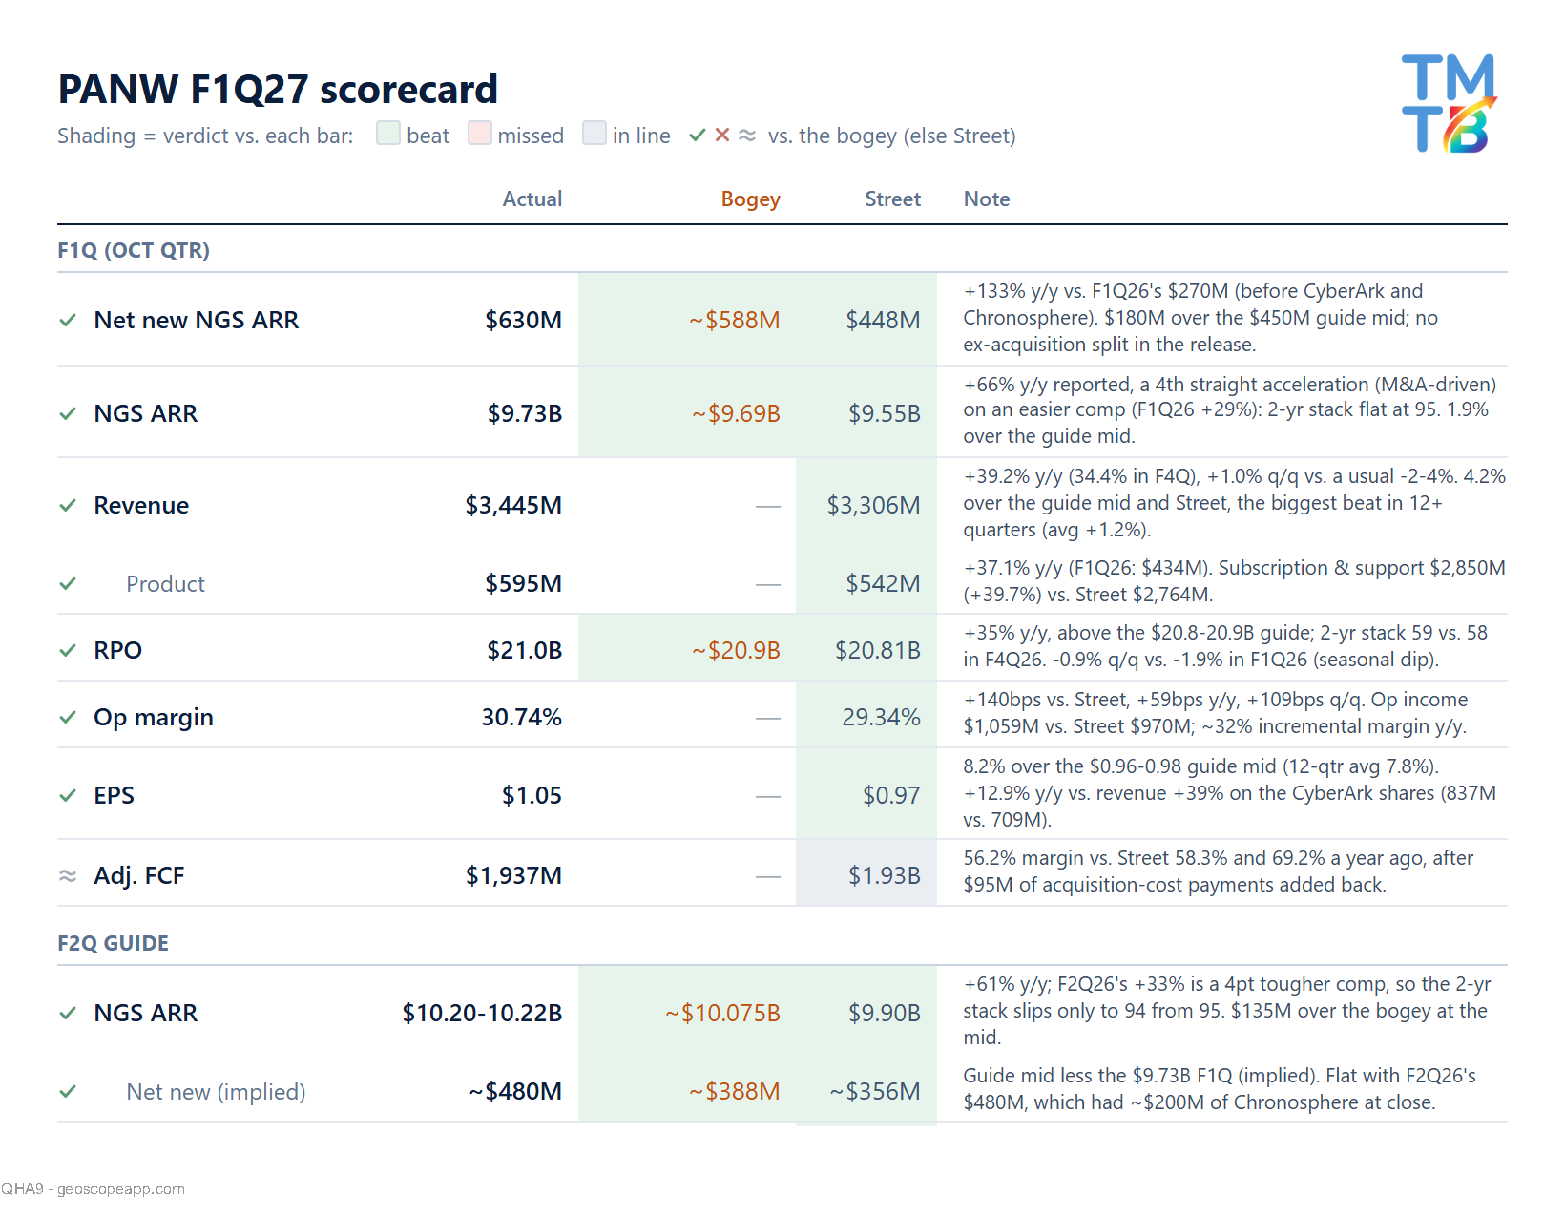 PANW F1Q27 scorecard
TM
TB
Shading = verdict vs. each bar: beat missed in line ✓ ✕ ≈ vs. the bogey (else Street)
Actual Bogey Street Note
F1Q (OCT QTR)
✓ Net new NGS ARR $630M ~$588M $448M
+133% y/y vs. F1Q26's $270M (before CyberArk and
Chronosphere). $180M over the $450M guide mid; no
ex-acquisition split in the release.
✓ NGS ARR $9.73B ~$9.69B $9.55B
+66% y/y reported, a 4th straight acceleration (M&A-driven)
on an easier comp (F1Q26 +29%): 2-yr stack flat at 95. 1.9%
over the guide mid.
✓ Revenue $3,445M — $3,306M
+39.2% y/y (34.4% in F4Q), +1.0% q/q vs. a usual -2-4%. 4.2%
over the guide mid and Street, the biggest beat in 12+
quarters (avg +1.2%).
✓ Product $595M — $542M
+37.1% y/y (F1Q26: $434M). Subscription & support $2,850M
(+39.7%) vs. Street $2,764M.
✓ RPO $21.0B ~$20.9B $20.81B
+35% y/y, above the $20.8-20.9B guide; 2-yr stack 59 vs. 58
in F4Q26. -0.9% q/q vs. -1.9% in F1Q26 (seasonal dip).
✓ Op margin 30.74% — 29.34%
+140bps vs. Street, +59bps y/y, +109bps q/q. Op income
$1,059M vs. Street $970M; ~32% incremental margin y/y.
✓ EPS $1.05 — $0.97
8.2% over the $0.96-0.98 guide mid (12-qtr avg 7.8%).
+12.9% y/y vs. revenue +39% on the CyberArk shares (837M
vs. 709M).
≈ Adj. FCF $1,937M — $1.93B
56.2% margin vs. Street 58.3% and 69.2% a year ago, after
$95M of acquisition-cost payments added back.
F2Q GUIDE
✓ NGS ARR $10.20-10.22B ~$10.075B $9.90B
+61% y/y; F2Q26's +33% is a 4pt tougher comp, so the 2-yr
stack slips only to 94 from 95. $135M over the bogey at the
mid.
✓ Net new (implied) ~$480M ~$388M ~$356M
Guide mid less the $9.73B F1Q (implied). Flat with F2Q26's
$480M, which had ~$200M of Chronosphere at close.
QHA9 - geoscopeapp.com